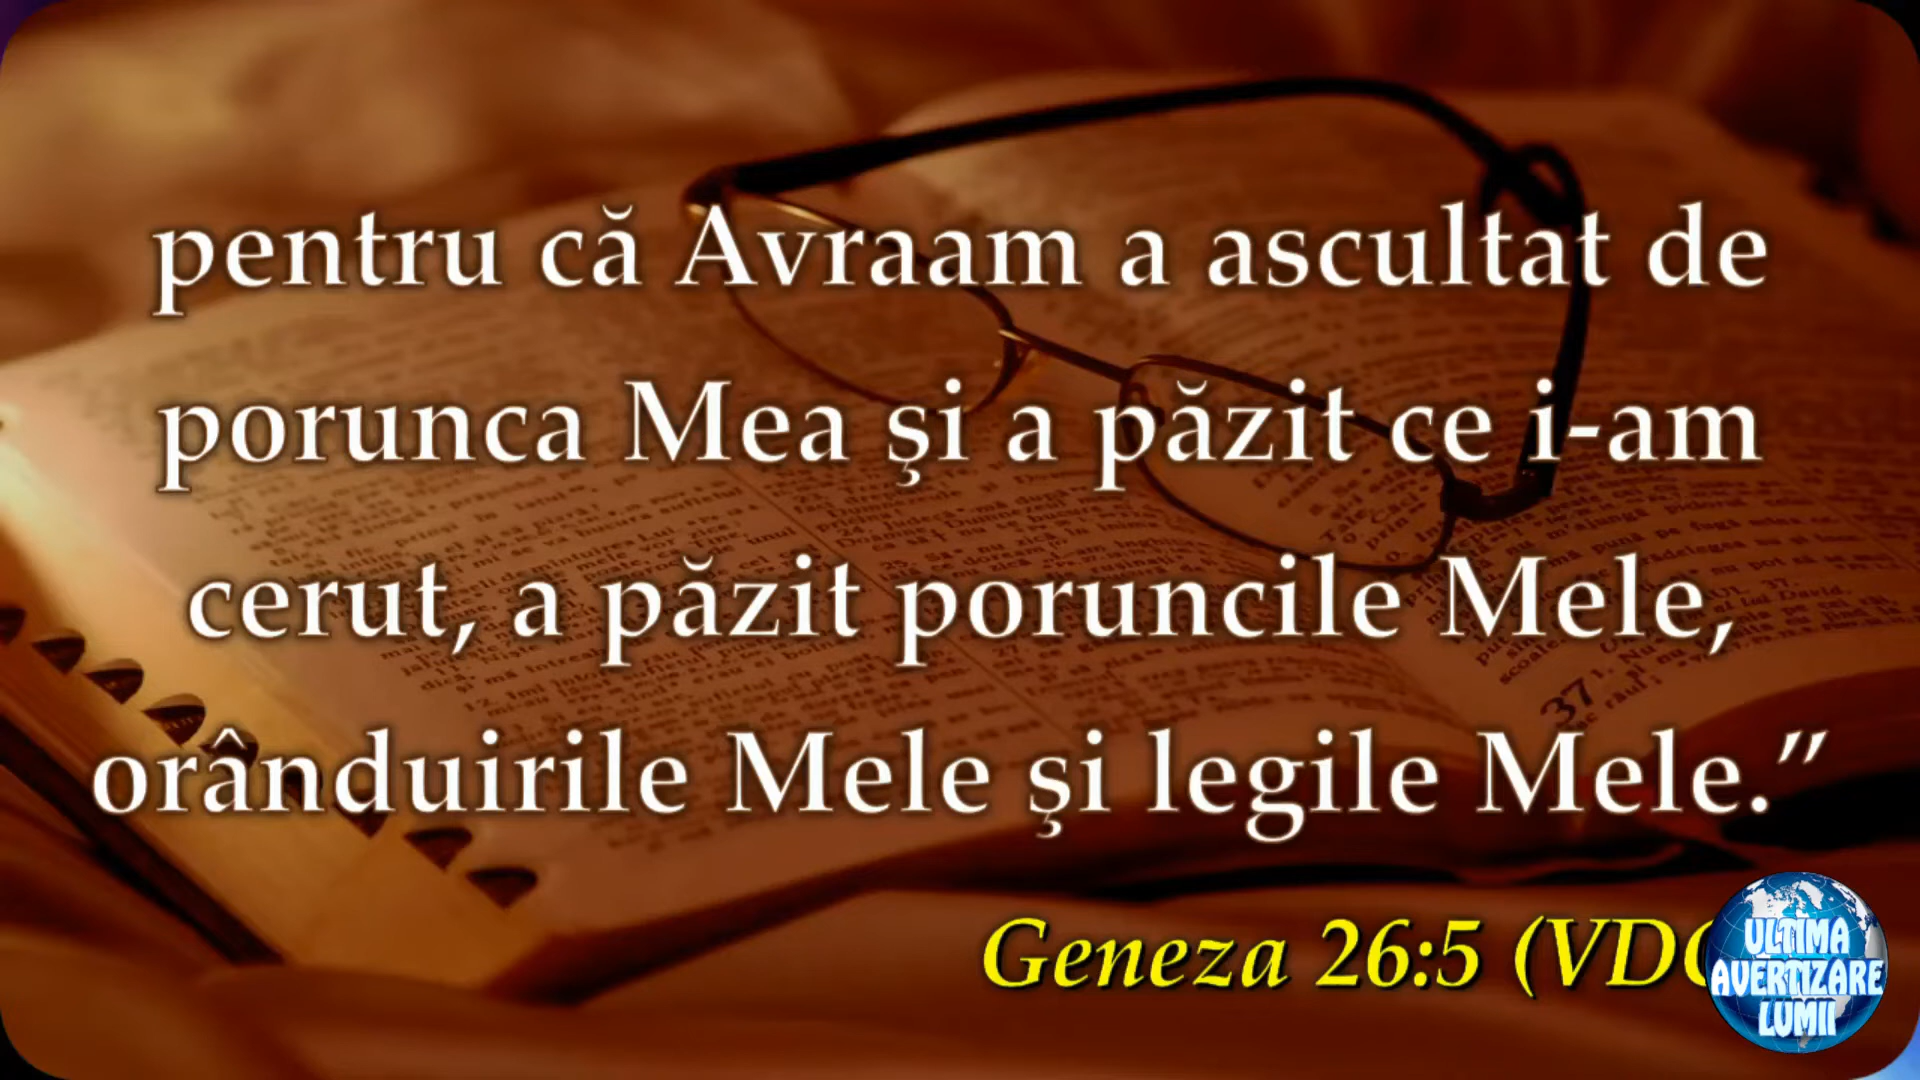 pentru că Avraam a ascultat de
porunca Mea şi a păzit ce i-am
cerut, a păzit poruncile Mele,
orânduirile Mele şi legile Mele.”
Geneza 26:5
ULTIMA
AVERTIZARE
LUMII
37